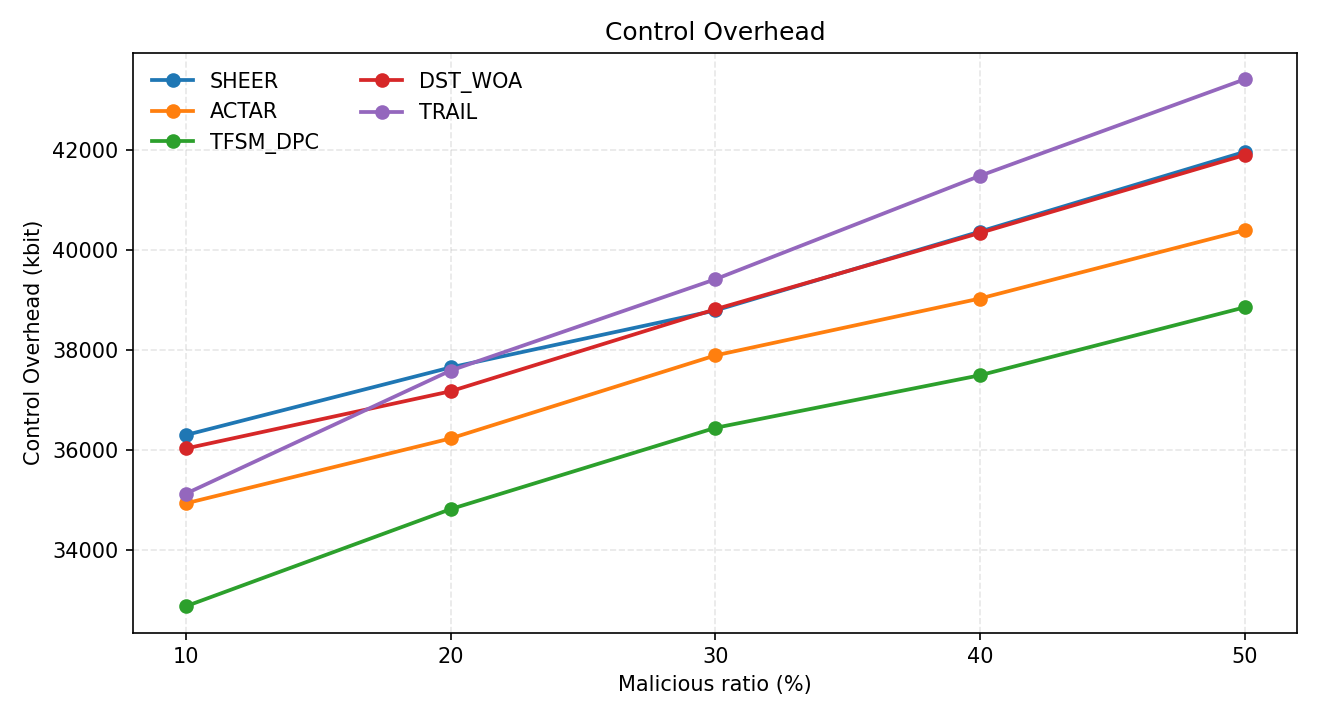 Control Overhead
SHEER
ACTAR
TFSM_DPC
DST_WOA
TRAIL
Control Overhead (kbit)
42000
40000
38000
36000
34000
10 20 30 40 50
Malicious ratio (%)